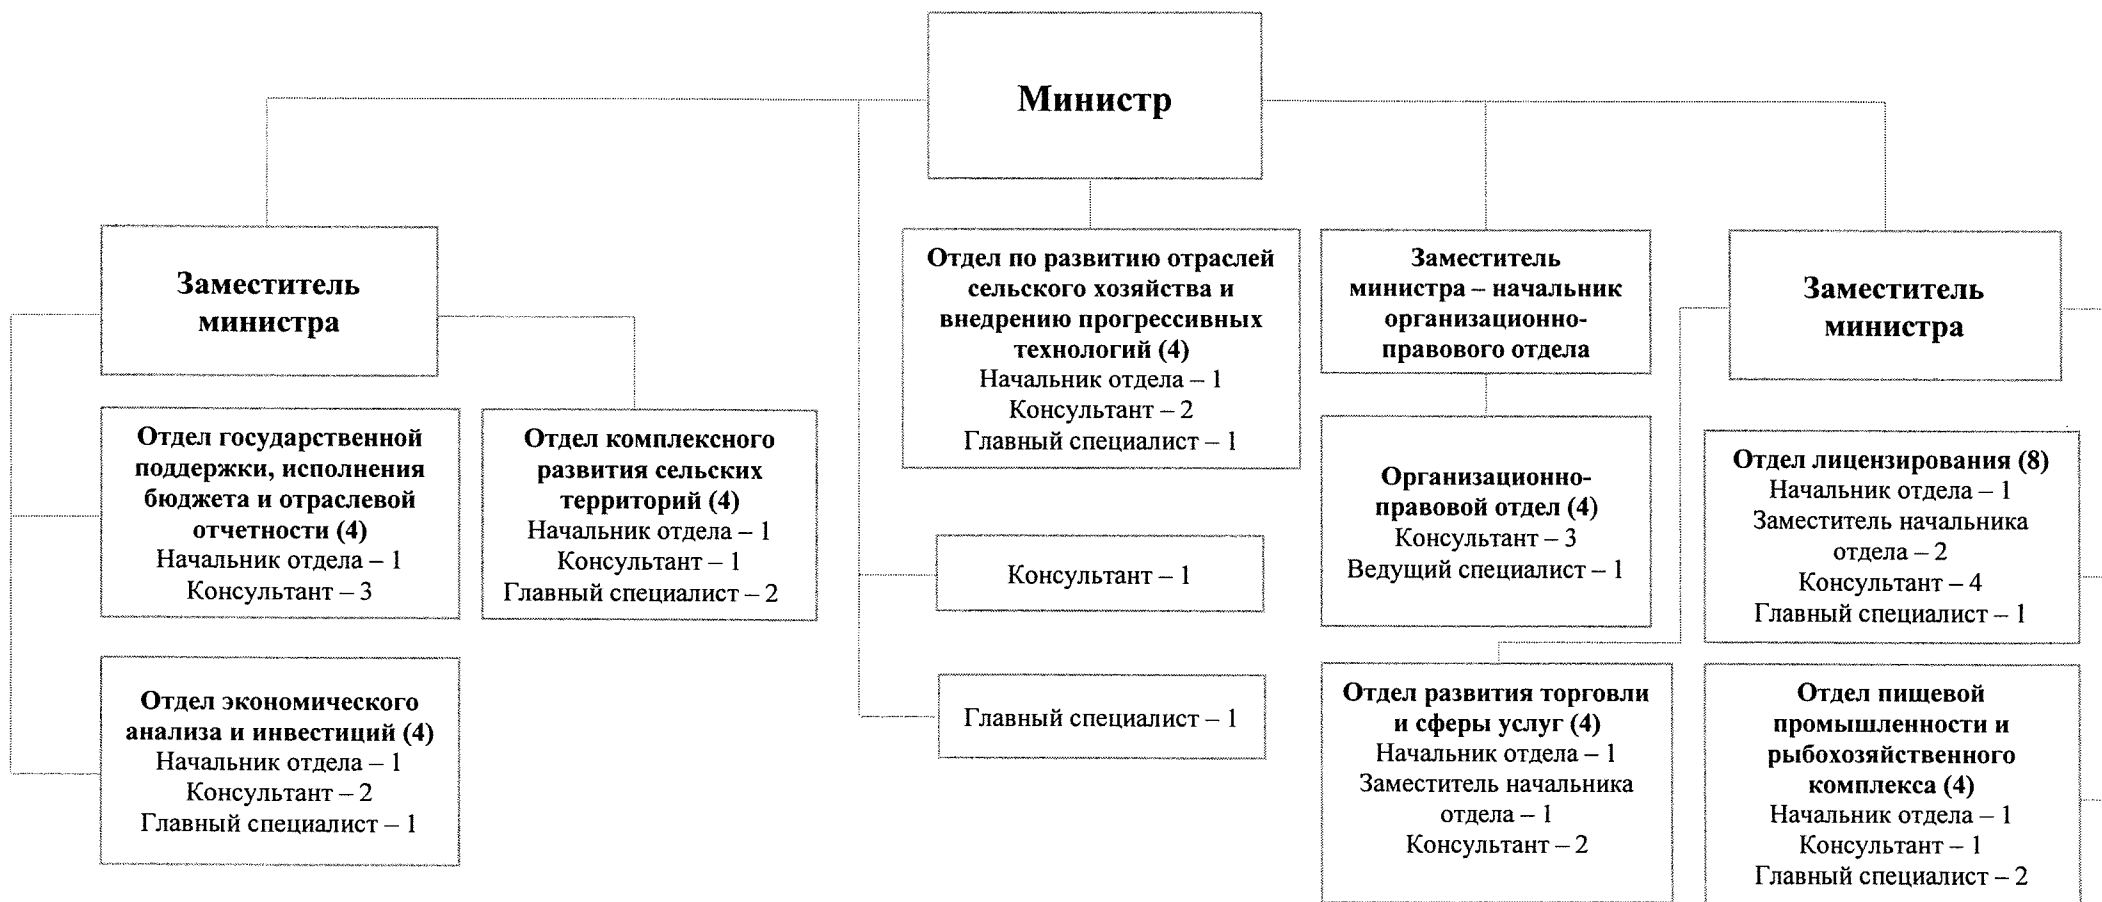 Министр
Заместитель
министра
Отдел по развитию отраслей
сельского хозяйства и
внедрению прогрессивных
технологий (4)
Начальник отдела – 1
Консультант – 2
Главный специалист – 1
Заместитель
министра – начальник
организационно-
правового отдела
Заместитель
министра
Отдел государственной
поддержки, исполнения
бюджета и отраслевой
отчетности (4)
Начальник отдела – 1
Консультант – 3
Отдел комплексного
развития сельских
территорий (4)
Начальник отдела – 1
Консультант – 1
Главный специалист – 2
Консультант – 1
Организационно-
правовой отдел (4)
Консультант – 3
Ведущий специалист – 1
Отдел лицензирования (8)
Начальник отдела – 1
Заместитель начальника
отдела – 2
Консультант – 4
Главный специалист – 1
Отдел экономического
анализа и инвестиций (4)
Начальник отдела – 1
Консультант – 2
Главный специалист – 1
Главный специалист – 1
Отдел развития торговли
и сферы услуг (4)
Начальник отдела – 1
Заместитель начальника
отдела – 1
Консультант – 2
Отдел пищевой
промышленности и
рыбохозяйственного
комплекса (4)
Начальник отдела – 1
Консультант – 1
Главный специалист – 2